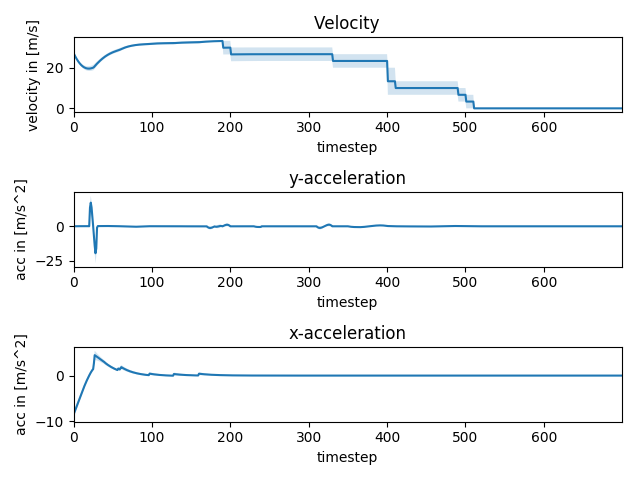 Velocity
velocity in [m/s]
20
0
0 100 200 300 400 500 600
timestep
y-acceleration
acc in [m/s^2]
0
−25
0 100 200 300 400 500 600
timestep
x-acceleration
acc in [m/s^2]
0
−10
0 100 200 300 400 500 600
timestep